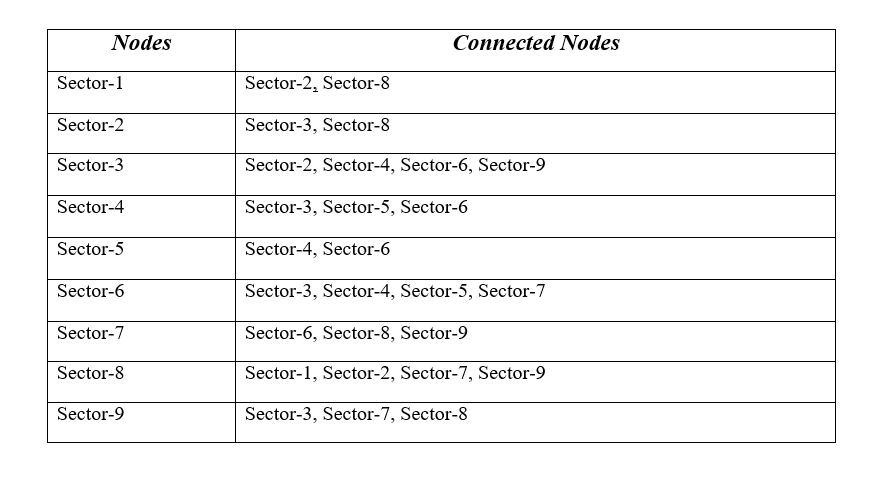 Nodes Connected Nodes
Sector-1 Sector-2, Sector-8
Sector-2 Sector-3, Sector-8
Sector-3 Sector-2, Sector-4, Sector-6, Sector-9
Sector-4 Sector-3, Sector-5, Sector-6
Sector-5 Sector-4, Sector-6
Sector-6 Sector-3, Sector-4, Sector-5, Sector-7
Sector-7 Sector-6, Sector-8, Sector-9
Sector-8 Sector-1, Sector-2, Sector-7, Sector-9
Sector-9 Sector-3, Sector-7, Sector-8